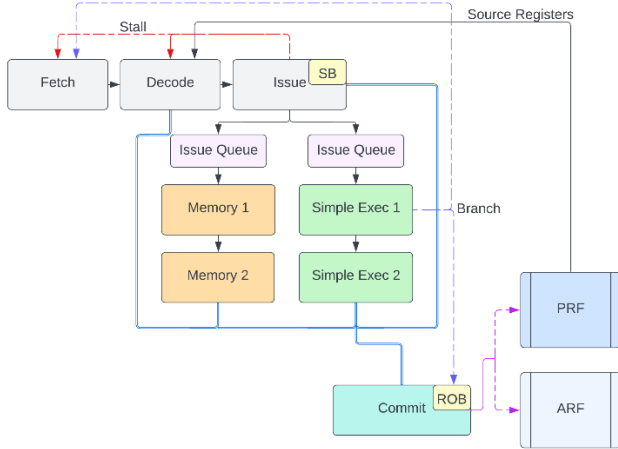 Source Registers
Stall
Fetch
Decode
Issue
SB
Issue Queue
Issue Queue
Memory 1
Simple Exec 1
Branch
Memory 2
Simple Exec 2
PRF
Commit
ROB
ARF